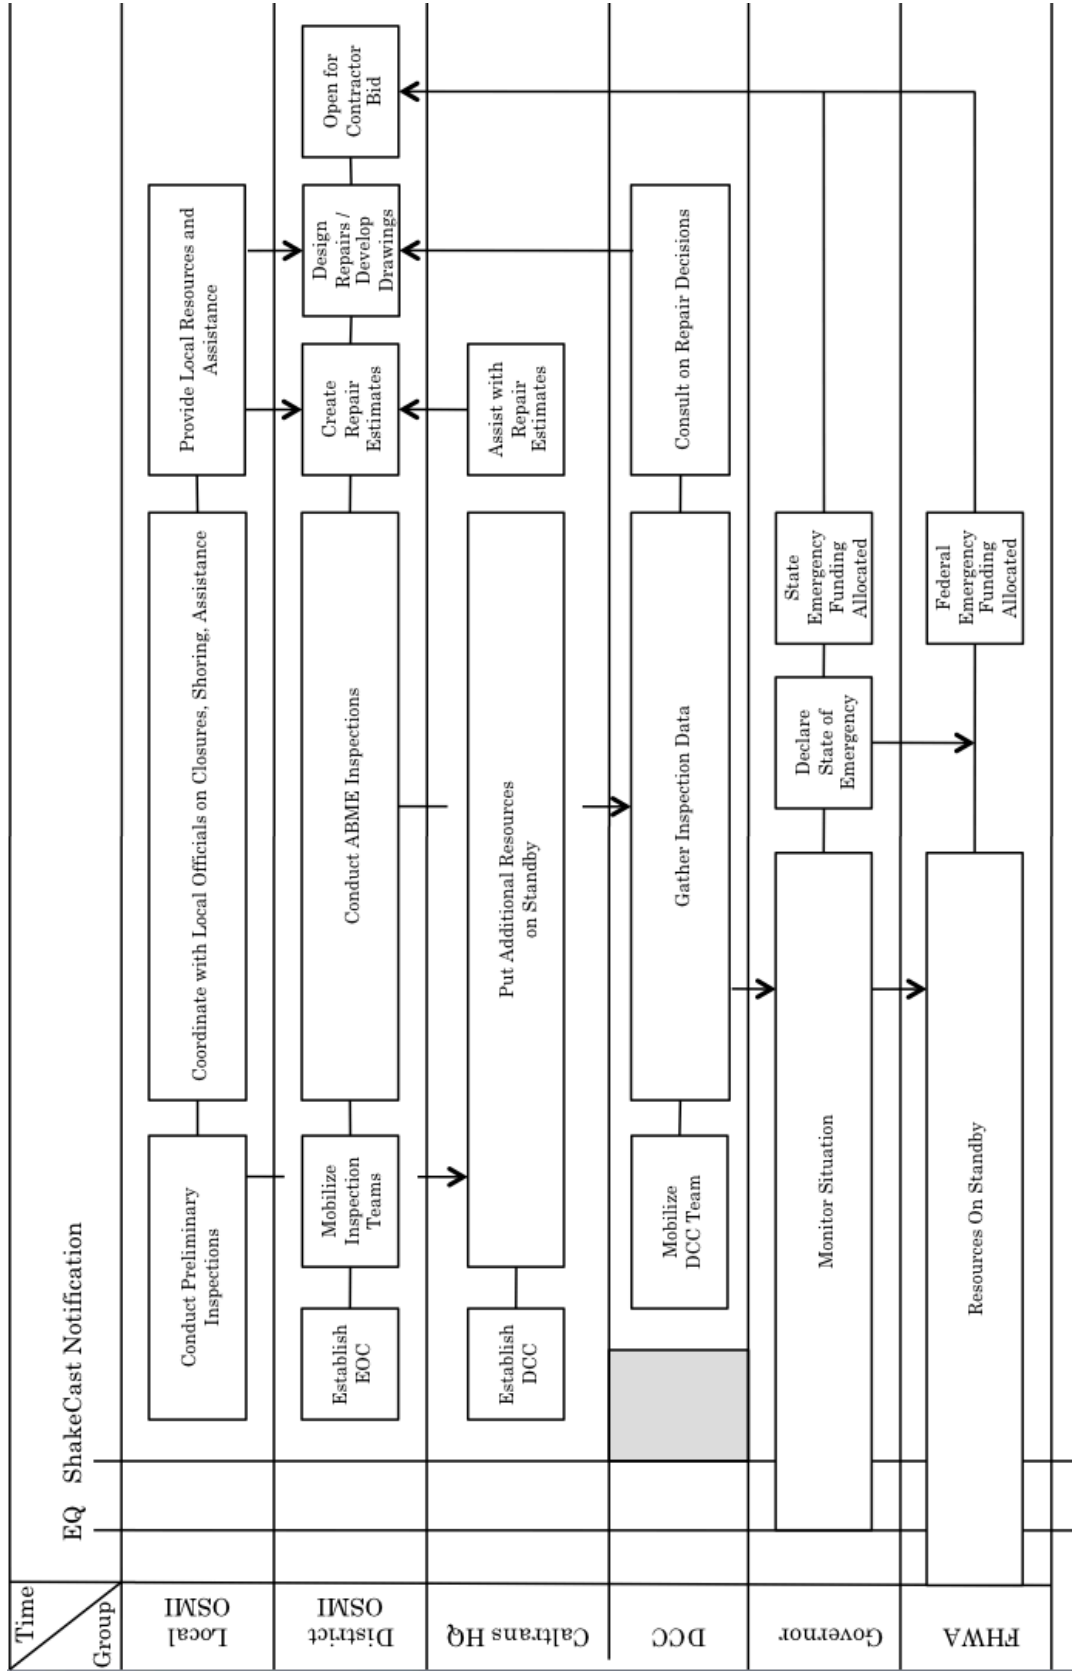 Time
Group
EQ
ShakeCast Notification
Local
OSMI
Conduct Preliminary
Inspections
Coordinate with Local Officials on Closures, Shoring, Assistance
Provide Local Resources and
Assistance
District
OSMI
Establish
EOC
Mobilize
Inspection
Teams
Conduct ABME Inspections
Create
Repair
Estimates
Design
Repairs /
Develop
Drawings
Open for
Contractor
Bid
Caltrans HQ
Establish
DCC
Put Additional Resources
on Standby
Assist with
Repair
Estimates
DCC
Mobilize
DCC Team
Gather Inspection Data
Consult on Repair Decisions
Governor
Monitor Situation
Declare
State of
Emergency
State
Emergency
Funding
Allocated
FHWA
Resources On Standby
Federal
Emergency
Funding
Allocated